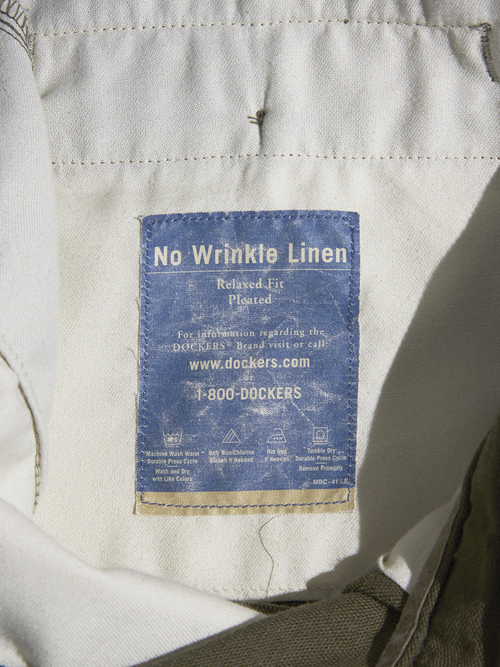 No Wrinkle Linen
Relaxed Fit
Pleated
For information regarding the
DOCKERS® Brand visit or call:
www.dockers.com
or
1-800-DOCKERS
Machine Wash Warm
Durable Press Cycle
Wash and Dry
with Like Colors
Only Non-Chlorine
Bleach If Needed
Hot Iron
If Needed
Tumble Dry
Durable Press Cycle
Remove Promptly